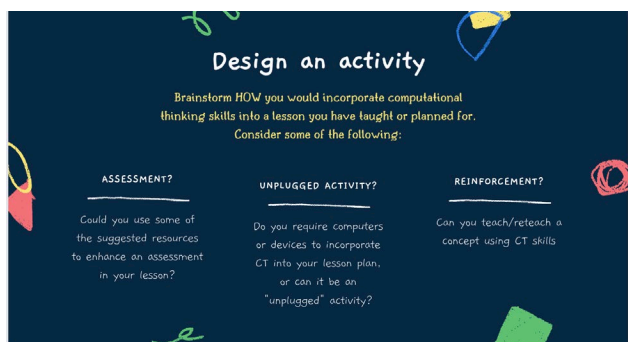 Design an activity
Brainstorm HOW you would incorporate computational
thinking skills into a lesson you have taught or planned for.
Consider some of the following:
ASSESSMENT?
Could you use some of
the suggested resources
to enhance an assessment
in your lesson?
UNPLUGGED ACTIVITY?
Do you require computers
or devices to incorporate
CT into your lesson plan,
or can it be an
"unplugged" activity?
REINFORCEMENT?
Can you teach/reteach a
concept using CT skills